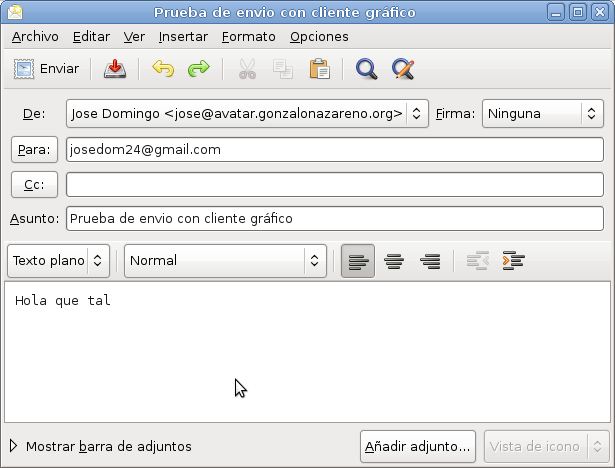 Prueba de envio con cliente gráfico
Archivo Editar Ver Insertar Formato Opciones
Enviar
De: Jose Domingo <jose@avatar.gonzalonazareno.org> Firma: Ninguna
Para: josedom24@gmail.com
Cc:
Asunto: Prueba de envio con cliente gráfico
Texto plano Normal
Hola que tal
Mostrar barra de adjuntos Añadir adjunto... Vista de icono